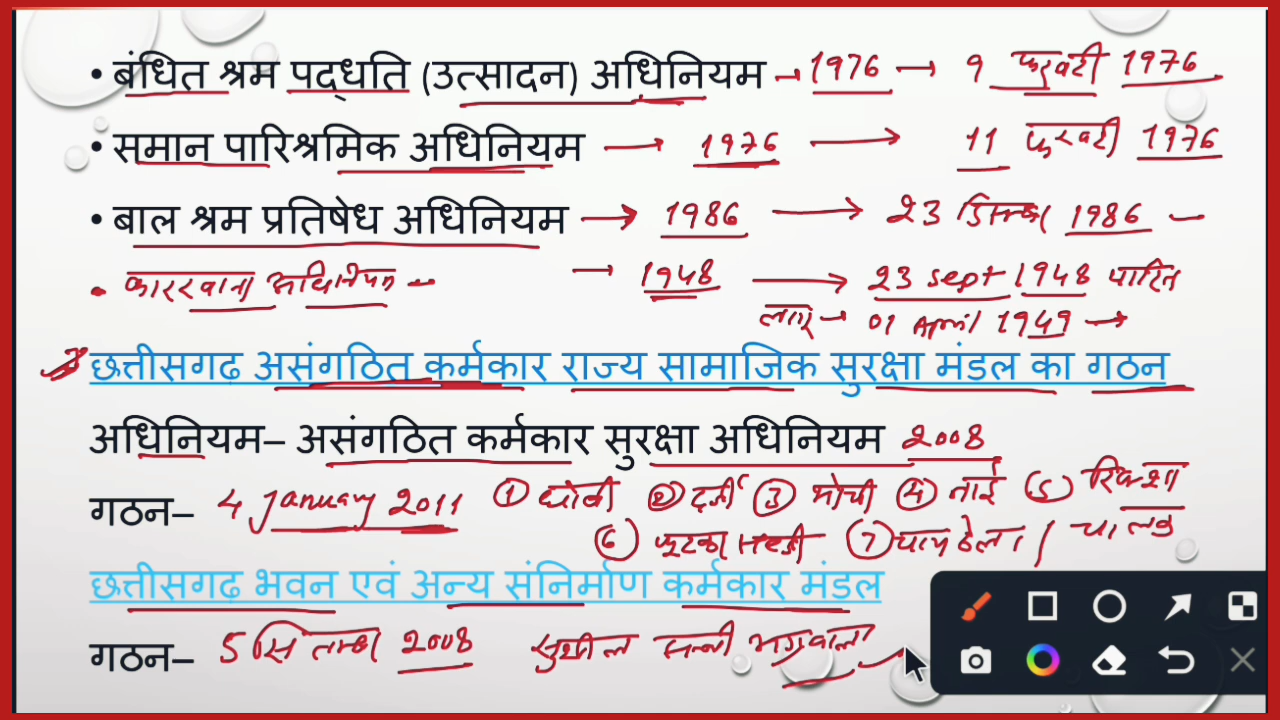 • बंधित श्रम पद्धति (उत्सादन) अधिनियम → 1976 → 9 फरवरी 1976
• समान पारिश्रमिक अधिनियम → 1976 → 11 फरवरी 1976
• बाल श्रम प्रतिषेध अधिनियम → 1986 → 23 दिसम्बर 1986
• कारखाना अधिनियम → 1948 → 23 sept 1948 पारित
लागू → 01 April 1949 →
छत्तीसगढ असंगठित कर्मकार राज्य सामाजिक सुरक्षा मंडल का गठन
अधिनियम– असंगठित कर्मकार सुरक्षा अधिनियम 2008
गठन– 4 January 2011 ① धोबी ② दर्जी ③ मोची ④ नाई ⑤ रिक्शा चालक
⑥ फुटकर ⑦ ठेला
छत्तीसगढ भवन एवं अन्य संनिर्माण कर्मकार मंडल
गठन– 5 सितम्बर 2008 सुशील सन्नी अग्रवाल